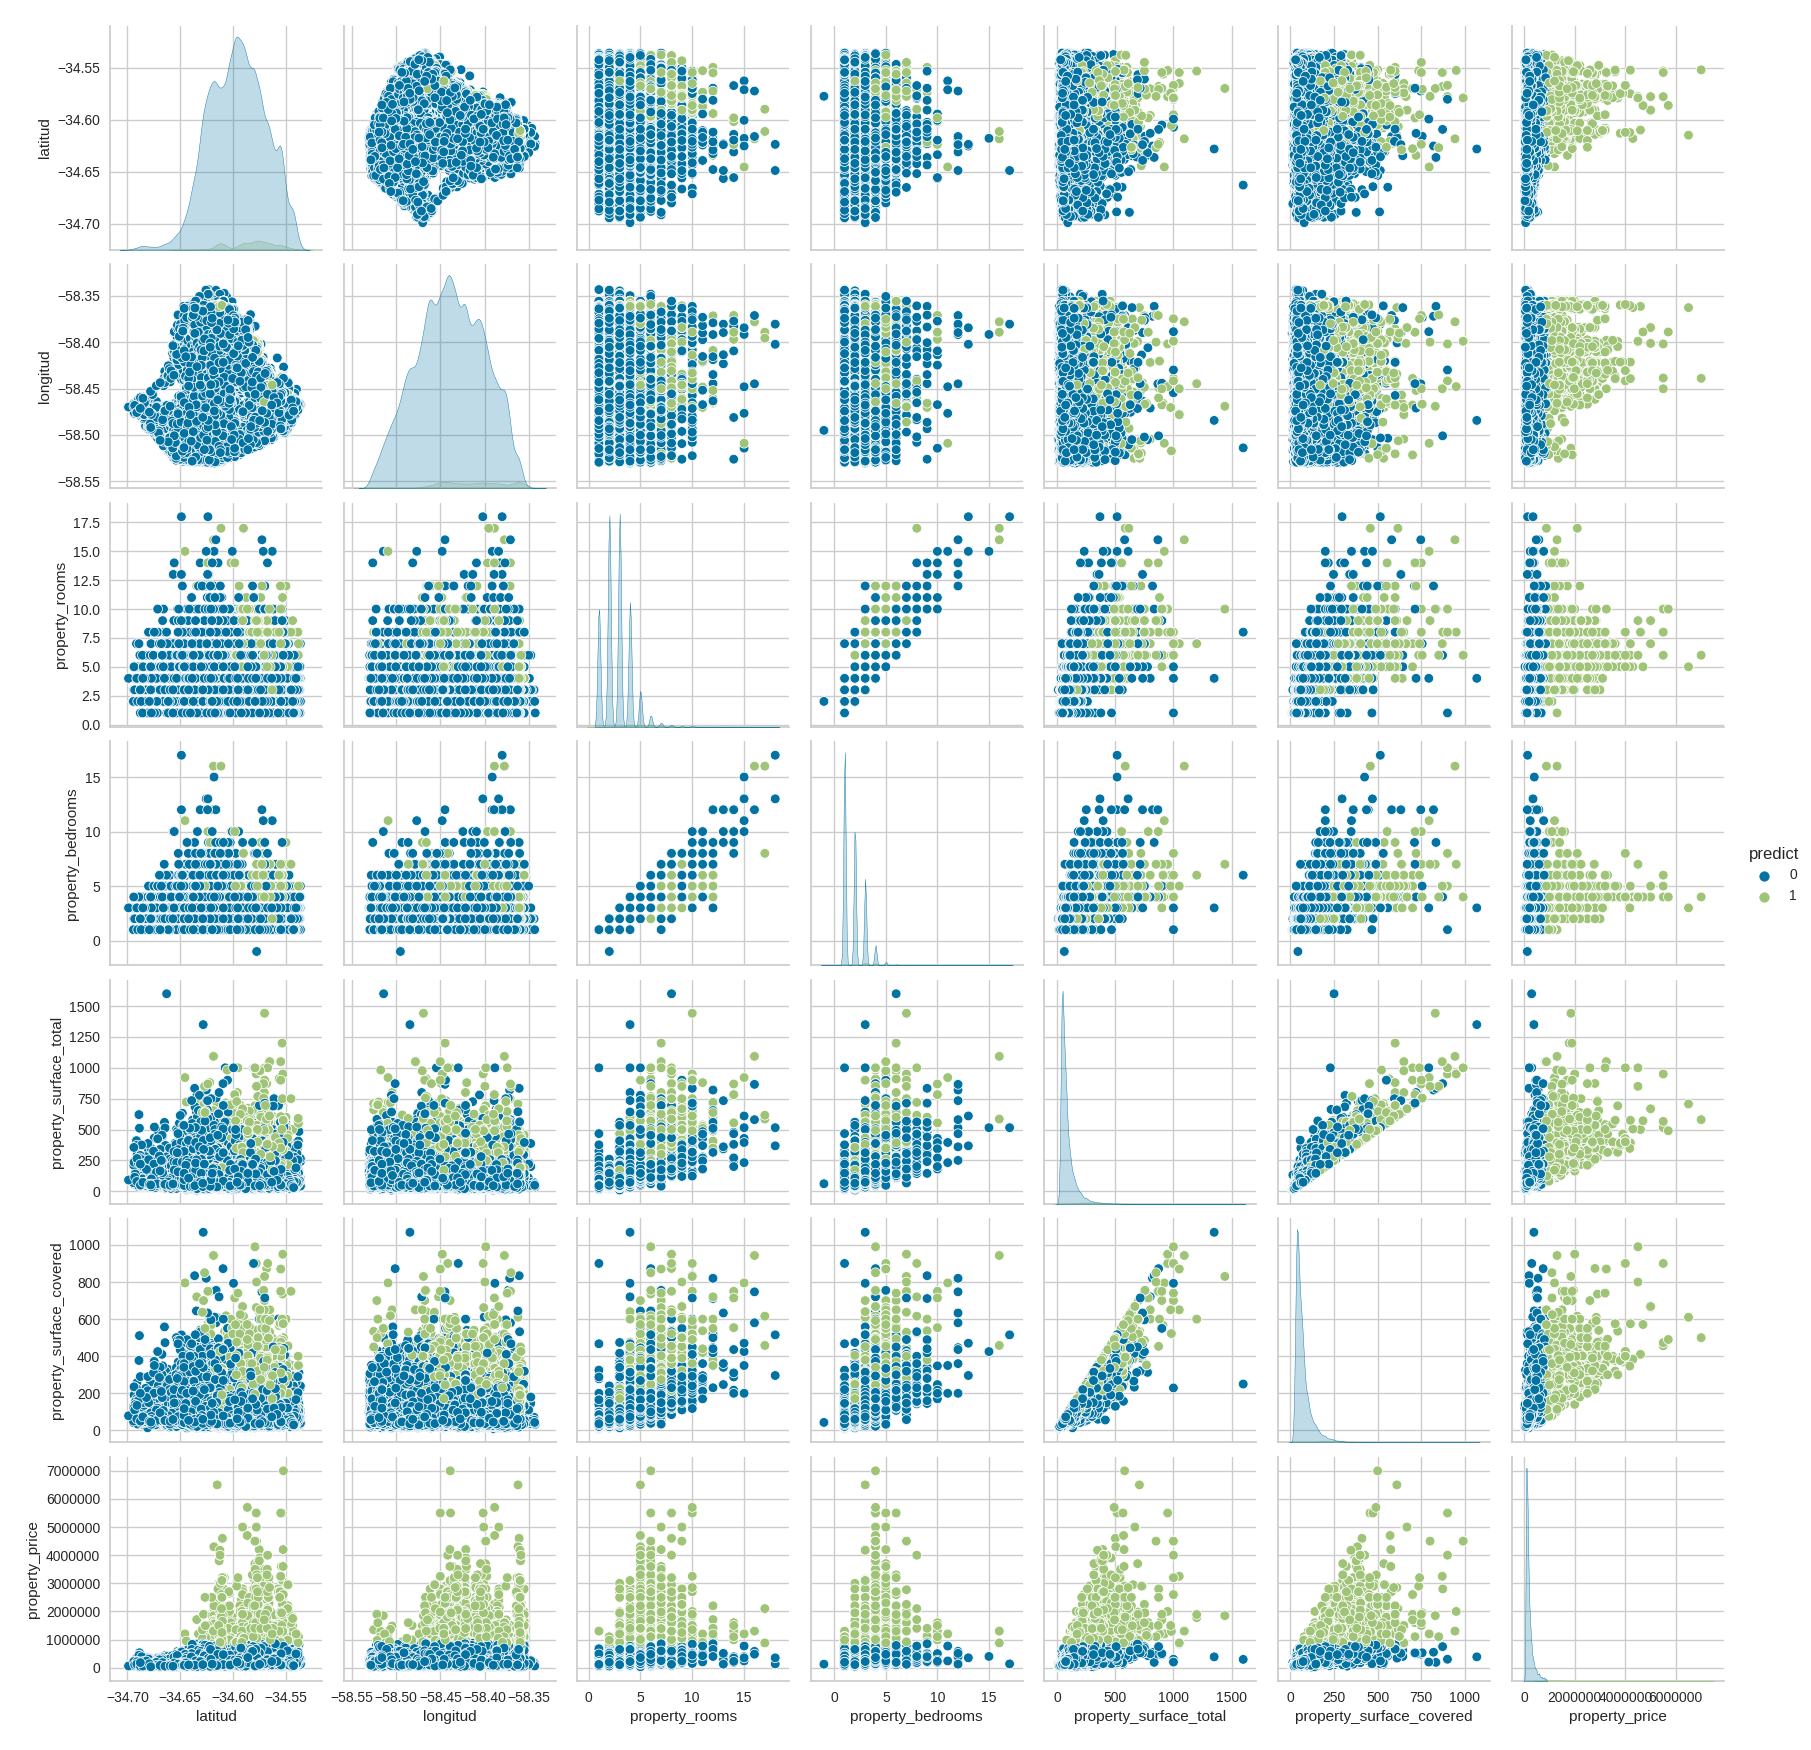 −34.55
−34.60
−34.65
−34.70
latitud
−58.35
−58.40
−58.45
−58.50
−58.55
longitud
17.5
15.0
12.5
10.0
7.5
5.0
2.5
0.0
property_rooms
15
10
5
0
property_bedrooms
predict
0
1
1500
1250
1000
750
500
250
0
property_surface_total
1000
800
600
400
200
0
property_surface_covered
7000000
6000000
5000000
4000000
3000000
2000000
1000000
0
property_price
−34.70 −34.65 −34.60 −34.55
latitud
−58.55 −58.50 −58.45 −58.40 −58.35
longitud
0 5 10 15
property_rooms
0 5 10 15
property_bedrooms
0 500 1000 1500
property_surface_total
0 250 500 750 1000
property_surface_covered
0 2000000 4000000 6000000
property_price